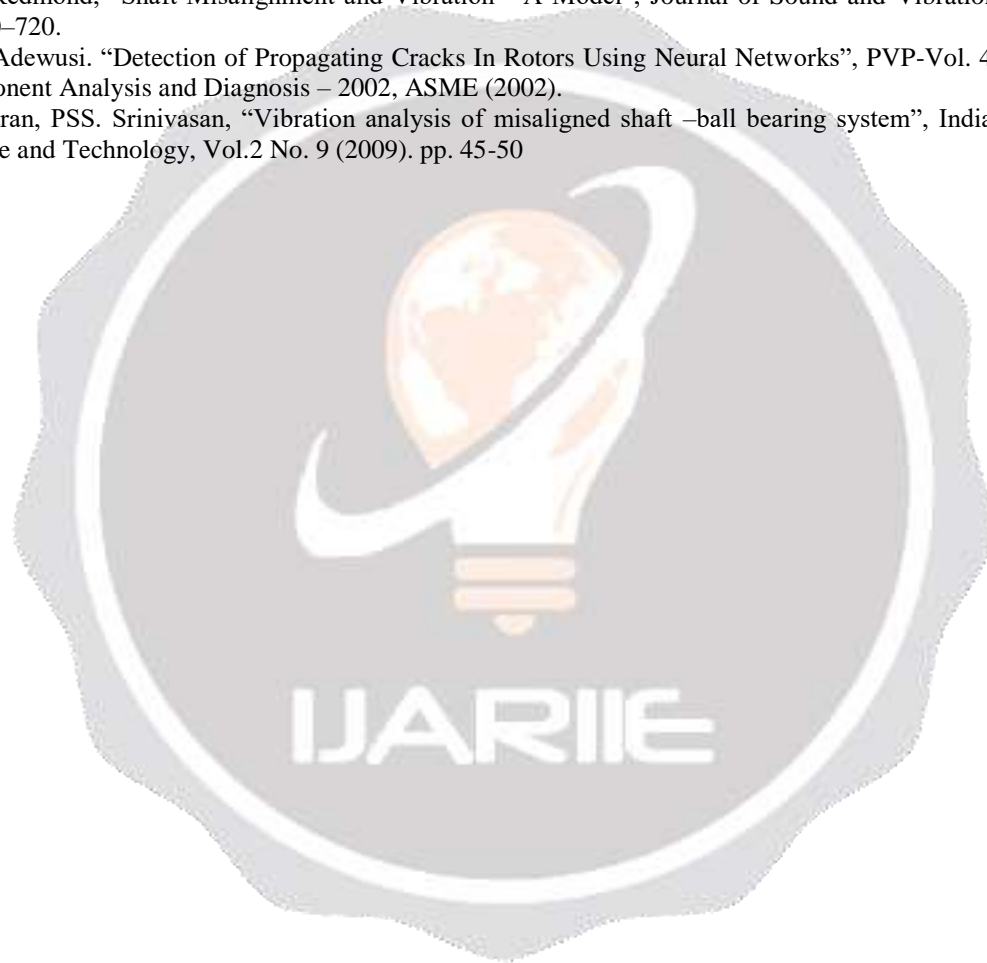 Redmond, "Shaft Misalignment and Vibration - A Model", Journal of Sound and Vibration
0–720.
Adewusi. “Detection of Propagating Cracks In Rotors Using Neural Networks”, PVP-Vol. 4
onent Analysis and Diagnosis – 2002, ASME (2002).
ran, PSS. Srinivasan, “Vibration analysis of misaligned shaft –ball bearing system”, India
e and Technology, Vol.2 No. 9 (2009). pp. 45-50
IJARIIE